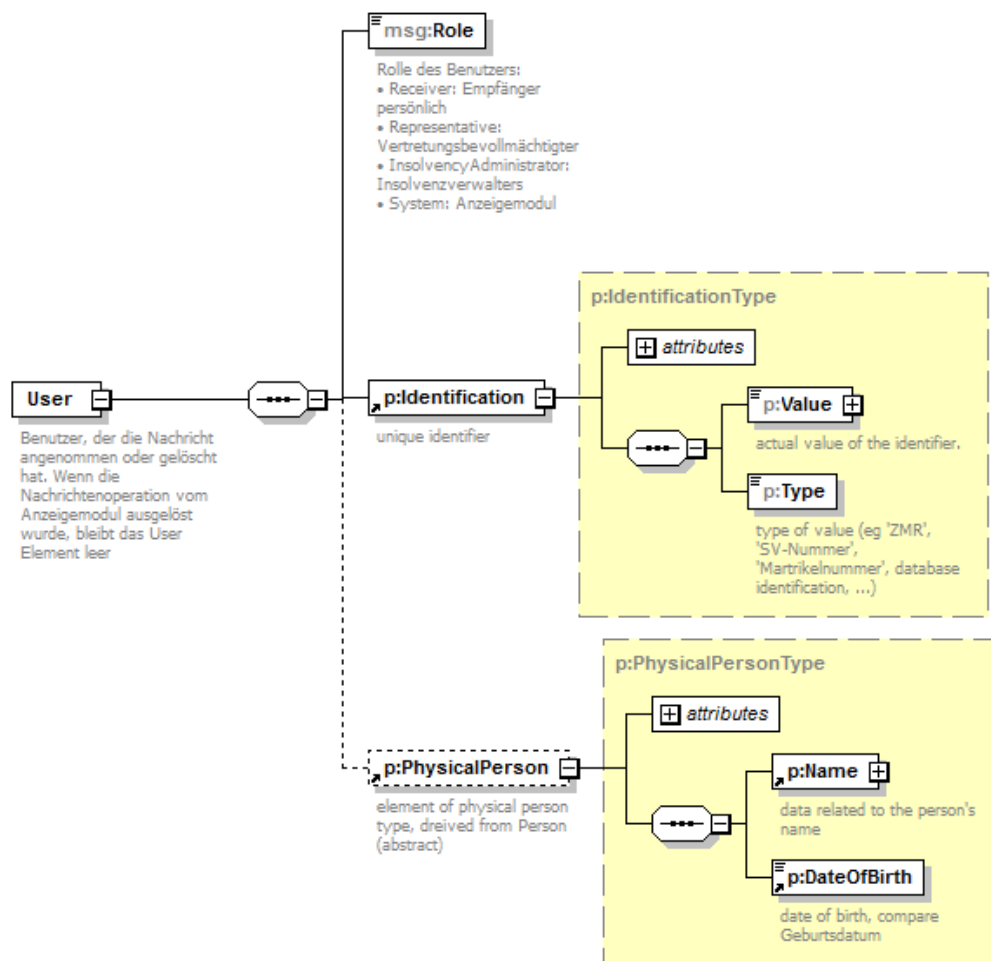 msg:Role
Rolle des Benutzers:
• Receiver: Empfänger
persönlich
• Representative:
Vertretungsbevollmächtigter
• InsolvencyAdministrator:
Insolvenzverwalters
• System: Anzeigemodul
User
Benutzer, der die Nachricht
angenommen oder gelöscht
hat. Wenn die
Nachrichtenoperation vom
Anzeigemodul ausgelöst
wurde, bleibt das User
Element leer
p:Identification
unique identifier
p:IdentificationType
attributes
p:Value
actual value of the identifier.
p:Type
type of value (eg 'ZMR',
'SV-Nummer',
'Martrikelnummer', database
identification, ...)
p:PhysicalPerson
element of physical person
type, dreived from Person
(abstract)
p:PhysicalPersonType
attributes
p:Name
data related to the person's
name
p:DateOfBirth
date of birth, compare
Geburtsdatum